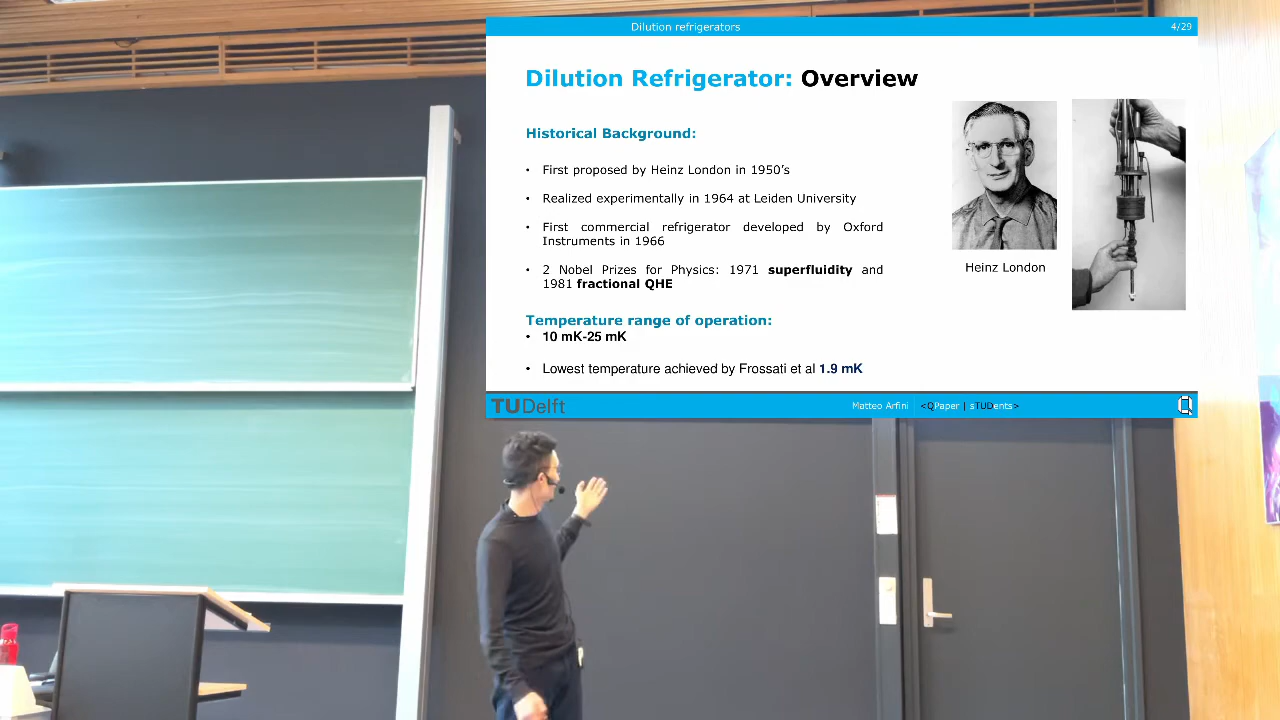 Dilution refrigerators
4/29
Dilution Refrigerator: Overview
Historical Background:
• First proposed by Heinz London in 1950's
• Realized experimentally in 1964 at Leiden University
• First commercial refrigerator developed by Oxford
Instruments in 1966
• 2 Nobel Prizes for Physics: 1971 superfluidity and
1981 fractional QHE
Heinz London
Temperature range of operation:
• 10 mK-25 mK
• Lowest temperature achieved by Frossati et al 1.9 mK
TUDelft
Matteo Arfini
<QPaper | sTUDents>